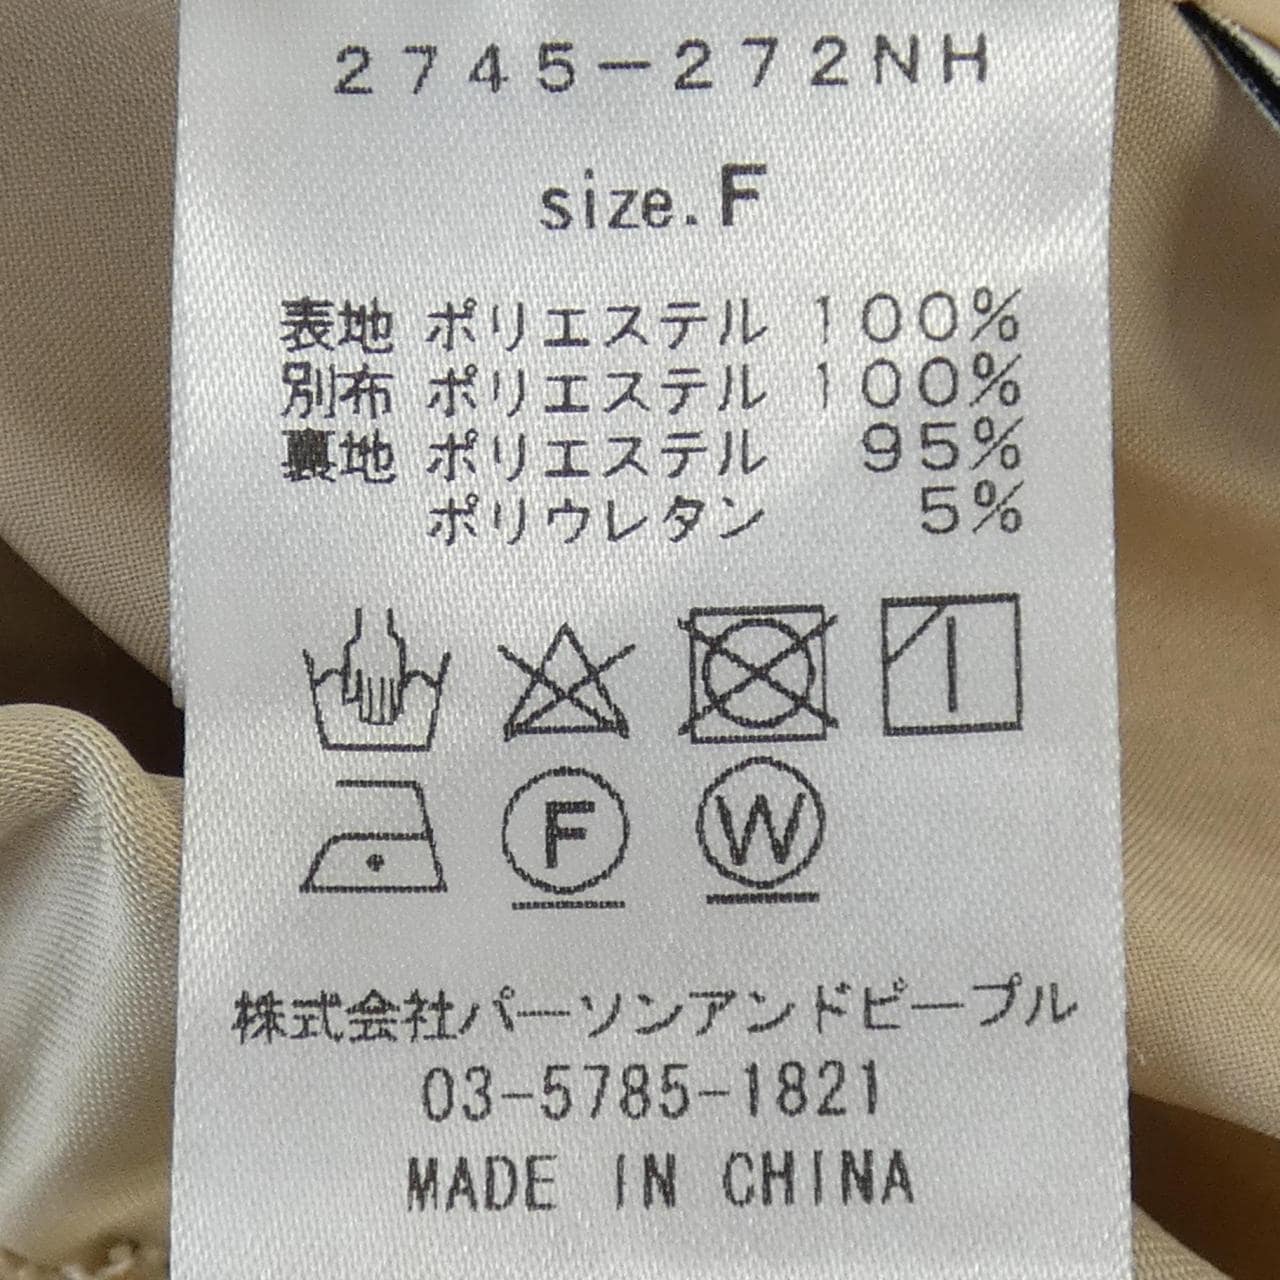 2745-272NH
size.F
表地 ポリエステル 100%
別布 ポリエステル 100%
裏地 ポリエステル 95%
ポリウレタン 5%
F W
株式会社パーソンアンドピープル
03-5785-1821
MADE IN CHINA